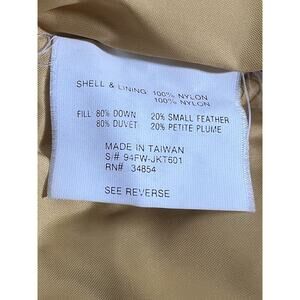 SHELL & LINING 100% NYLON
100% NYLON
FILL 80% DOWN 20% SMALL FEATHER
80% DUVET 20% PETITE PLUME
MADE IN TAIWAN
S/# 94FW-JKT601
RN# 34854
SEE REVERSE